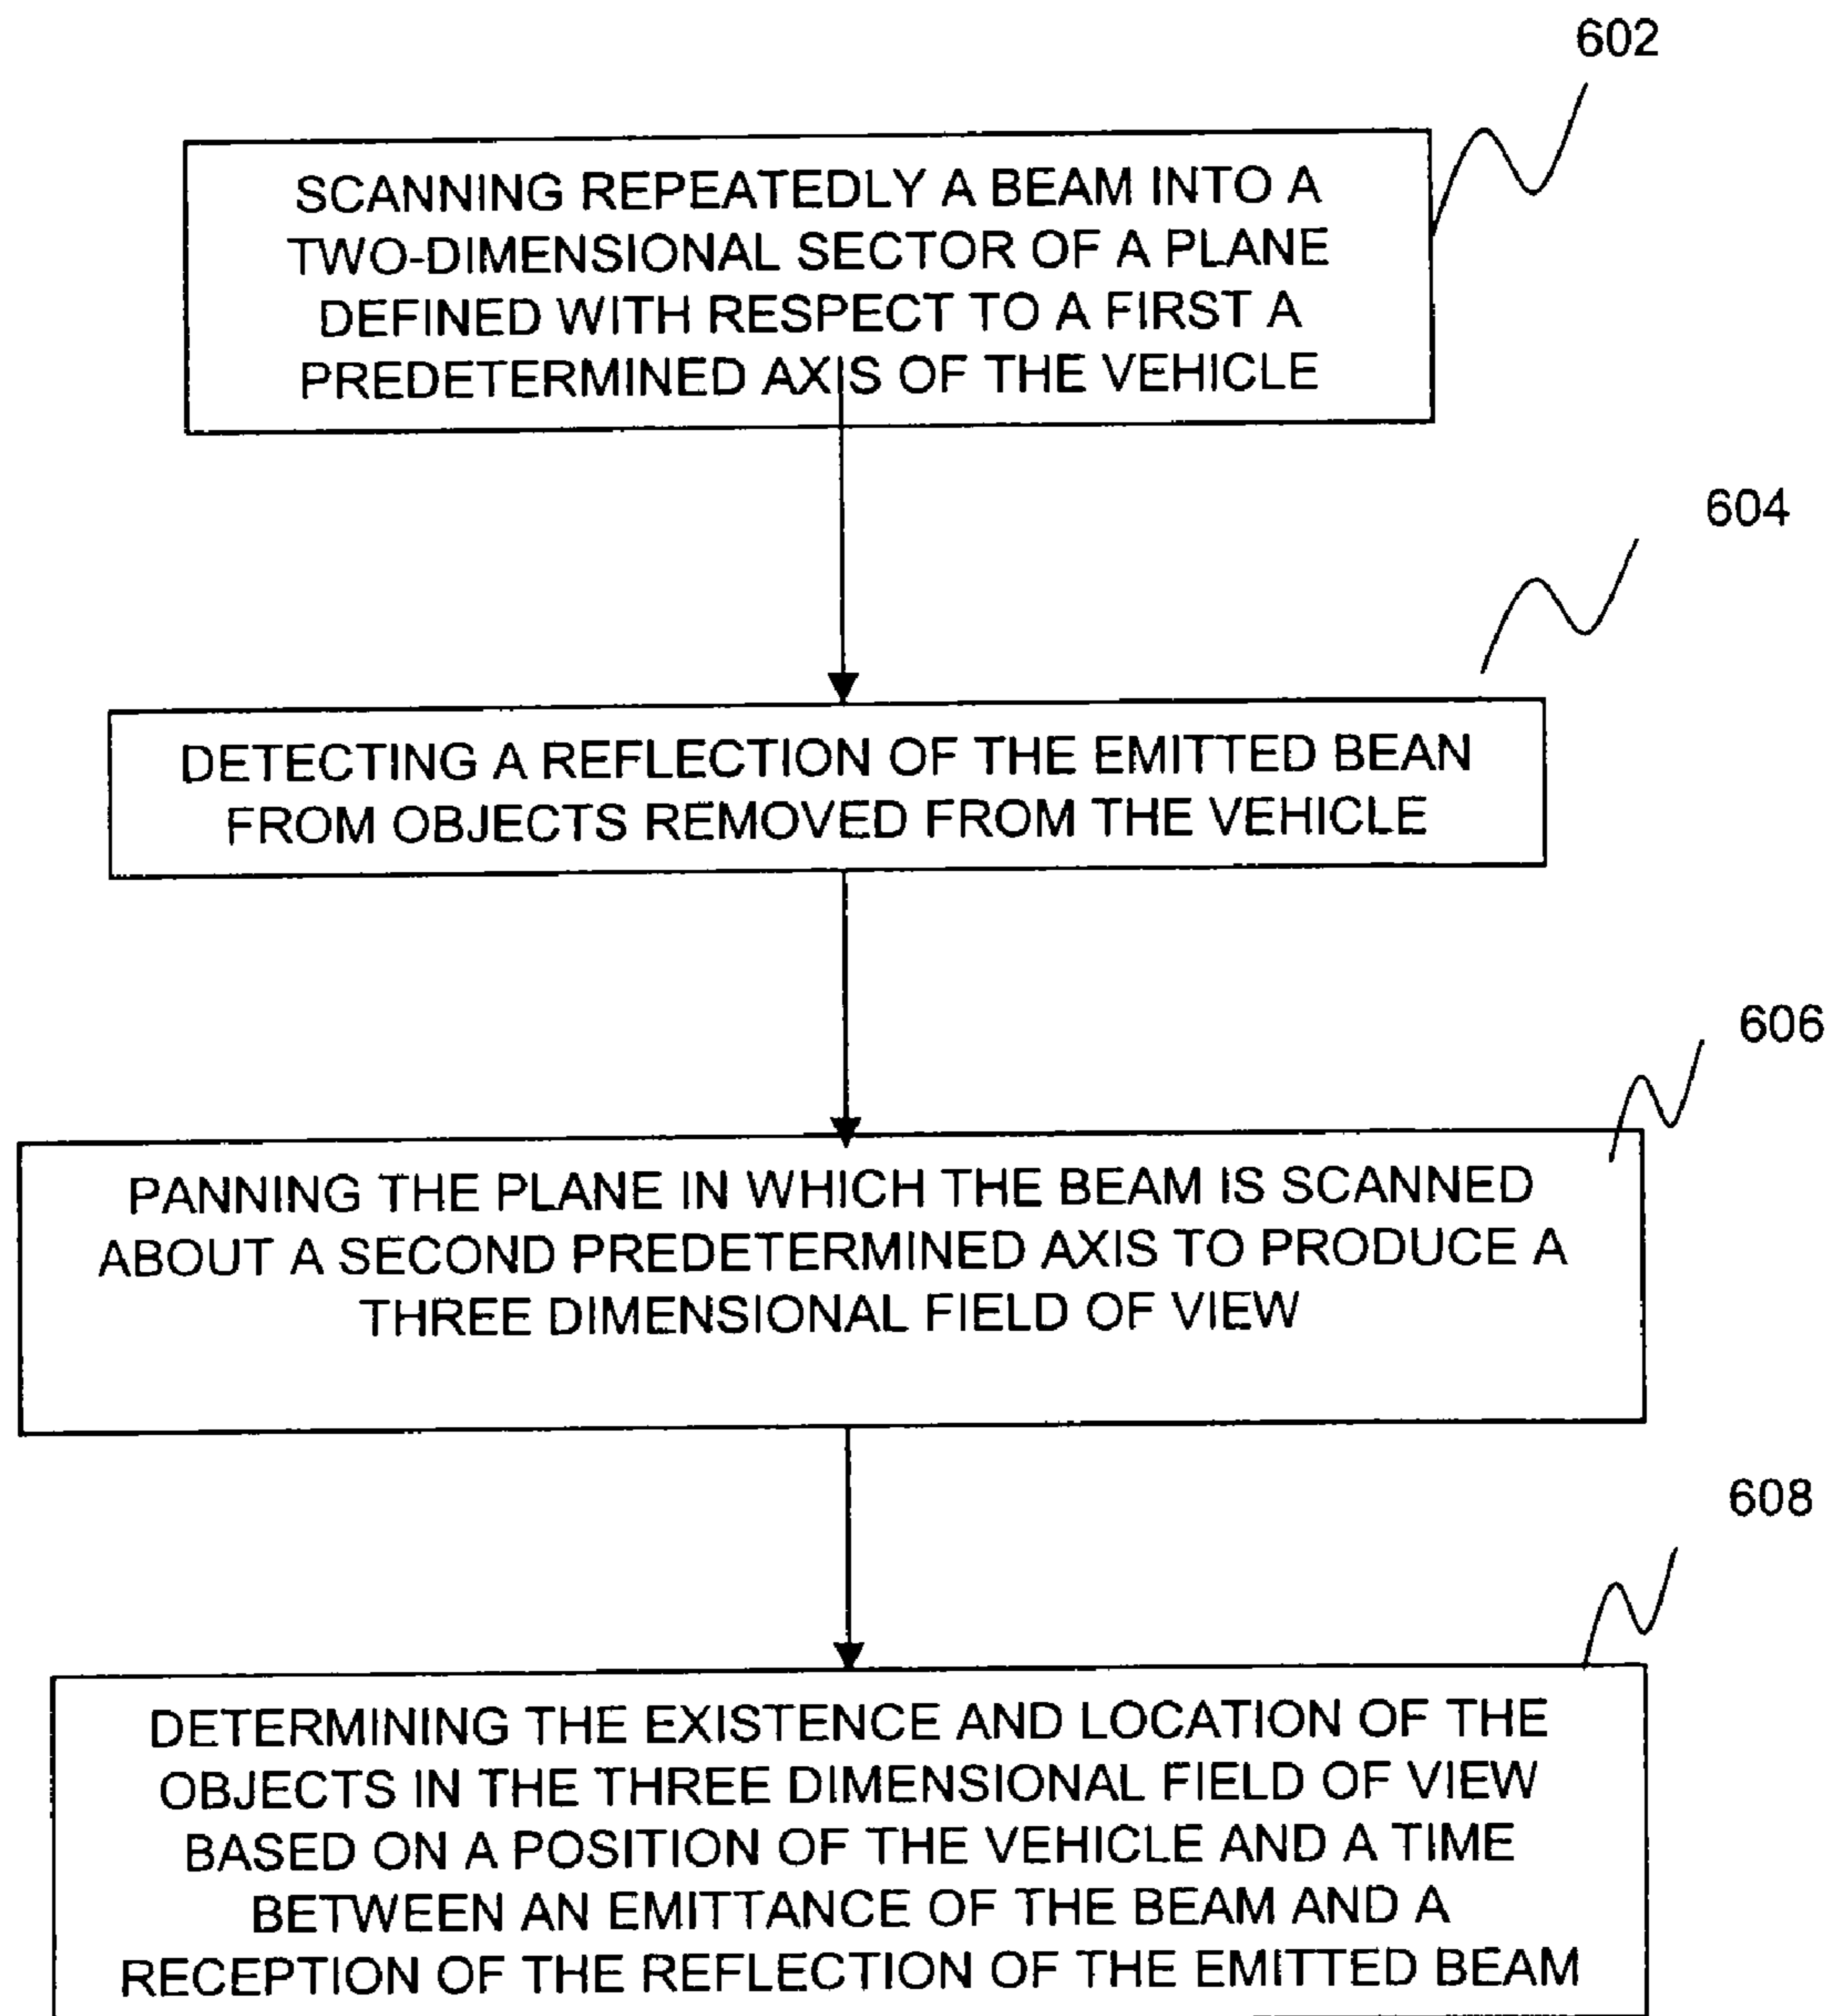 602
SCANNING REPEATEDLY A BEAM INTO A
TWO-DIMENSIONAL SECTOR OF A PLANE
DEFINED WITH RESPECT TO A FIRST A
PREDETERMINED AXIS OF THE VEHICLE
604
DETECTING A REFLECTION OF THE EMITTED BEAN
FROM OBJECTS REMOVED FROM THE VEHICLE
606
PANNING THE PLANE IN WHICH THE BEAM IS SCANNED
ABOUT A SECOND PREDETERMINED AXIS TO PRODUCE A
THREE DIMENSIONAL FIELD OF VIEW
608
DETERMINING THE EXISTENCE AND LOCATION OF THE
OBJECTS IN THE THREE DIMENSIONAL FIELD OF VIEW
BASED ON A POSITION OF THE VEHICLE AND A TIME
BETWEEN AN EMITTANCE OF THE BEAM AND A
RECEPTION OF THE REFLECTION OF THE EMITTED BEAM